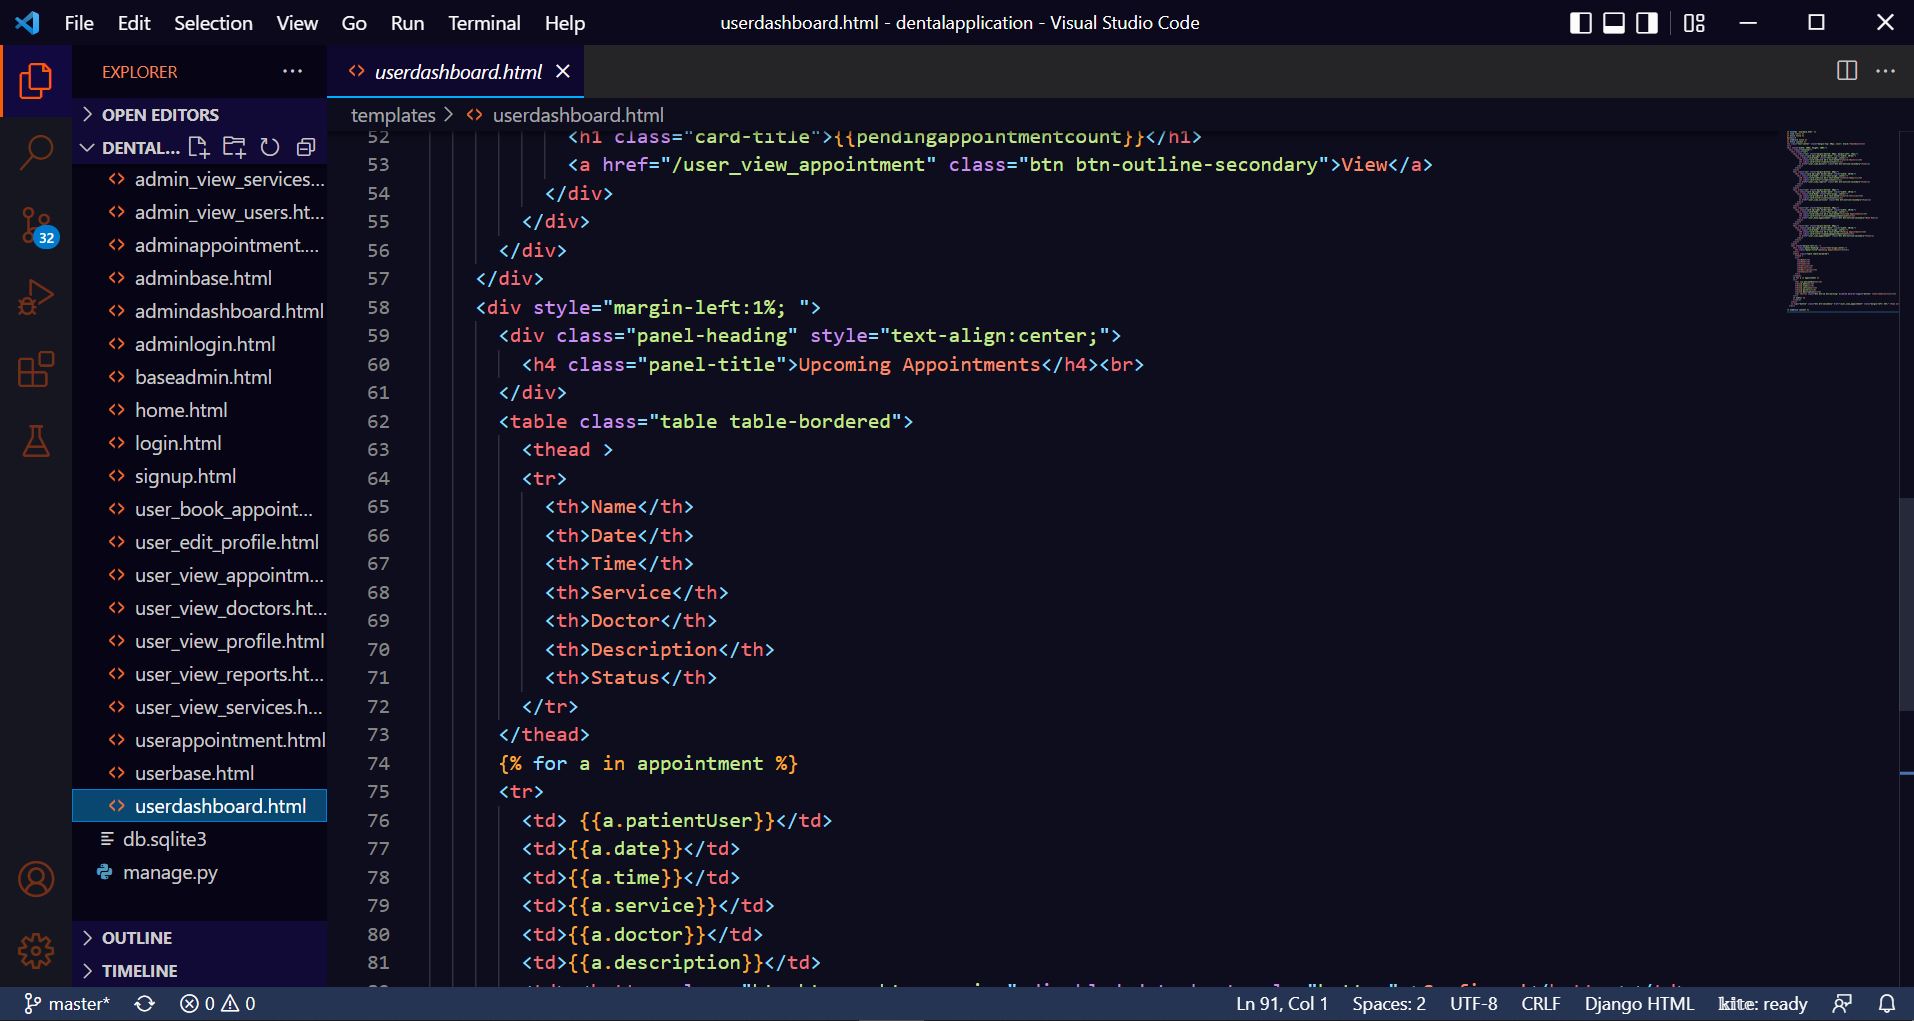 File Edit Selection View Go Run Terminal Help
userdashboard.html - dentalapplication - Visual Studio Code
EXPLORER
OPEN EDITORS
DENTAL...
admin_view_services...
admin_view_users.ht...
adminappointment....
adminbase.html
admindashboard.html
adminlogin.html
baseadmin.html
home.html
login.html
signup.html
user_book_appoint...
user_edit_profile.html
user_view_appointm...
user_view_doctors.ht...
user_view_profile.html
user_view_reports.ht...
user_view_services.h...
userappointment.html
userbase.html
userdashboard.html
db.sqlite3
manage.py
OUTLINE
TIMELINE
32
userdashboard.html
templates > userdashboard.html
52 <h1 class="card-title">{{pendingappointmentcount}}</h1>
53 <a href="/user_view_appointment" class="btn btn-outline-secondary">View</a>
54 </div>
55 </div>
56 </div>
57 </div>
58 <div style="margin-left:1%; ">
59 <div class="panel-heading" style="text-align:center;">
60 <h4 class="panel-title">Upcoming Appointments</h4><br>
61 </div>
62 <table class="table table-bordered">
63 <thead >
64 <tr>
65 <th>Name</th>
66 <th>Date</th>
67 <th>Time</th>
68 <th>Service</th>
69 <th>Doctor</th>
70 <th>Description</th>
71 <th>Status</th>
72 </tr>
73 </thead>
74 {% for a in appointment %}
75 <tr>
76 <td> {{a.patientUser}}</td>
77 <td>{{a.date}}</td>
78 <td>{{a.time}}</td>
79 <td>{{a.service}}</td>
80 <td>{{a.doctor}}</td>
81 <td>{{a.description}}</td>
master* 0 0
Ln 91, Col 1 Spaces: 2 UTF-8 CRLF Django HTML kite: ready